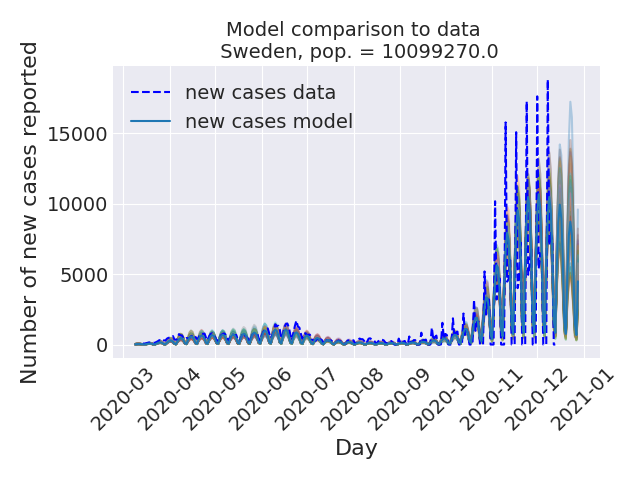 Model comparison to data
Sweden, pop. = 10099270.0
new cases data
new cases model
Number of new cases reported
15000
10000
5000
0
2020-03
2020-04
2020-05
2020-06
2020-07
2020-08
2020-09
2020-10
2020-11
2020-12
2021-01
Day